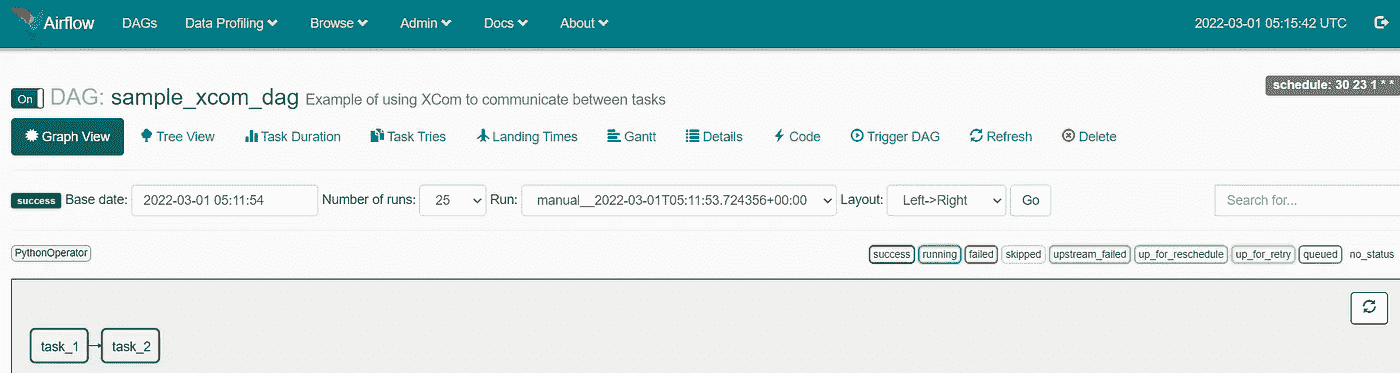 Airflow DAGs Data Profiling Browse Admin Docs About 2022-03-01 05:15:42 UTC
schedule: 30 23 1 * *
On DAG: sample_xcom_dag Example of using XCom to communicate between tasks
Graph View Tree View Task Duration Task Tries Landing Times Gantt Details Code Trigger DAG Refresh Delete
success Base date: 2022-03-01 05:11:54 Number of runs: 25 Run: manual__2022-03-01T05:11:53.724356+00:00 Layout: Left->Right Go Search for...
PythonOperator success running failed skipped upstream_failed up_for_reschedule up_for_retry queued no_status
task_1 task_2